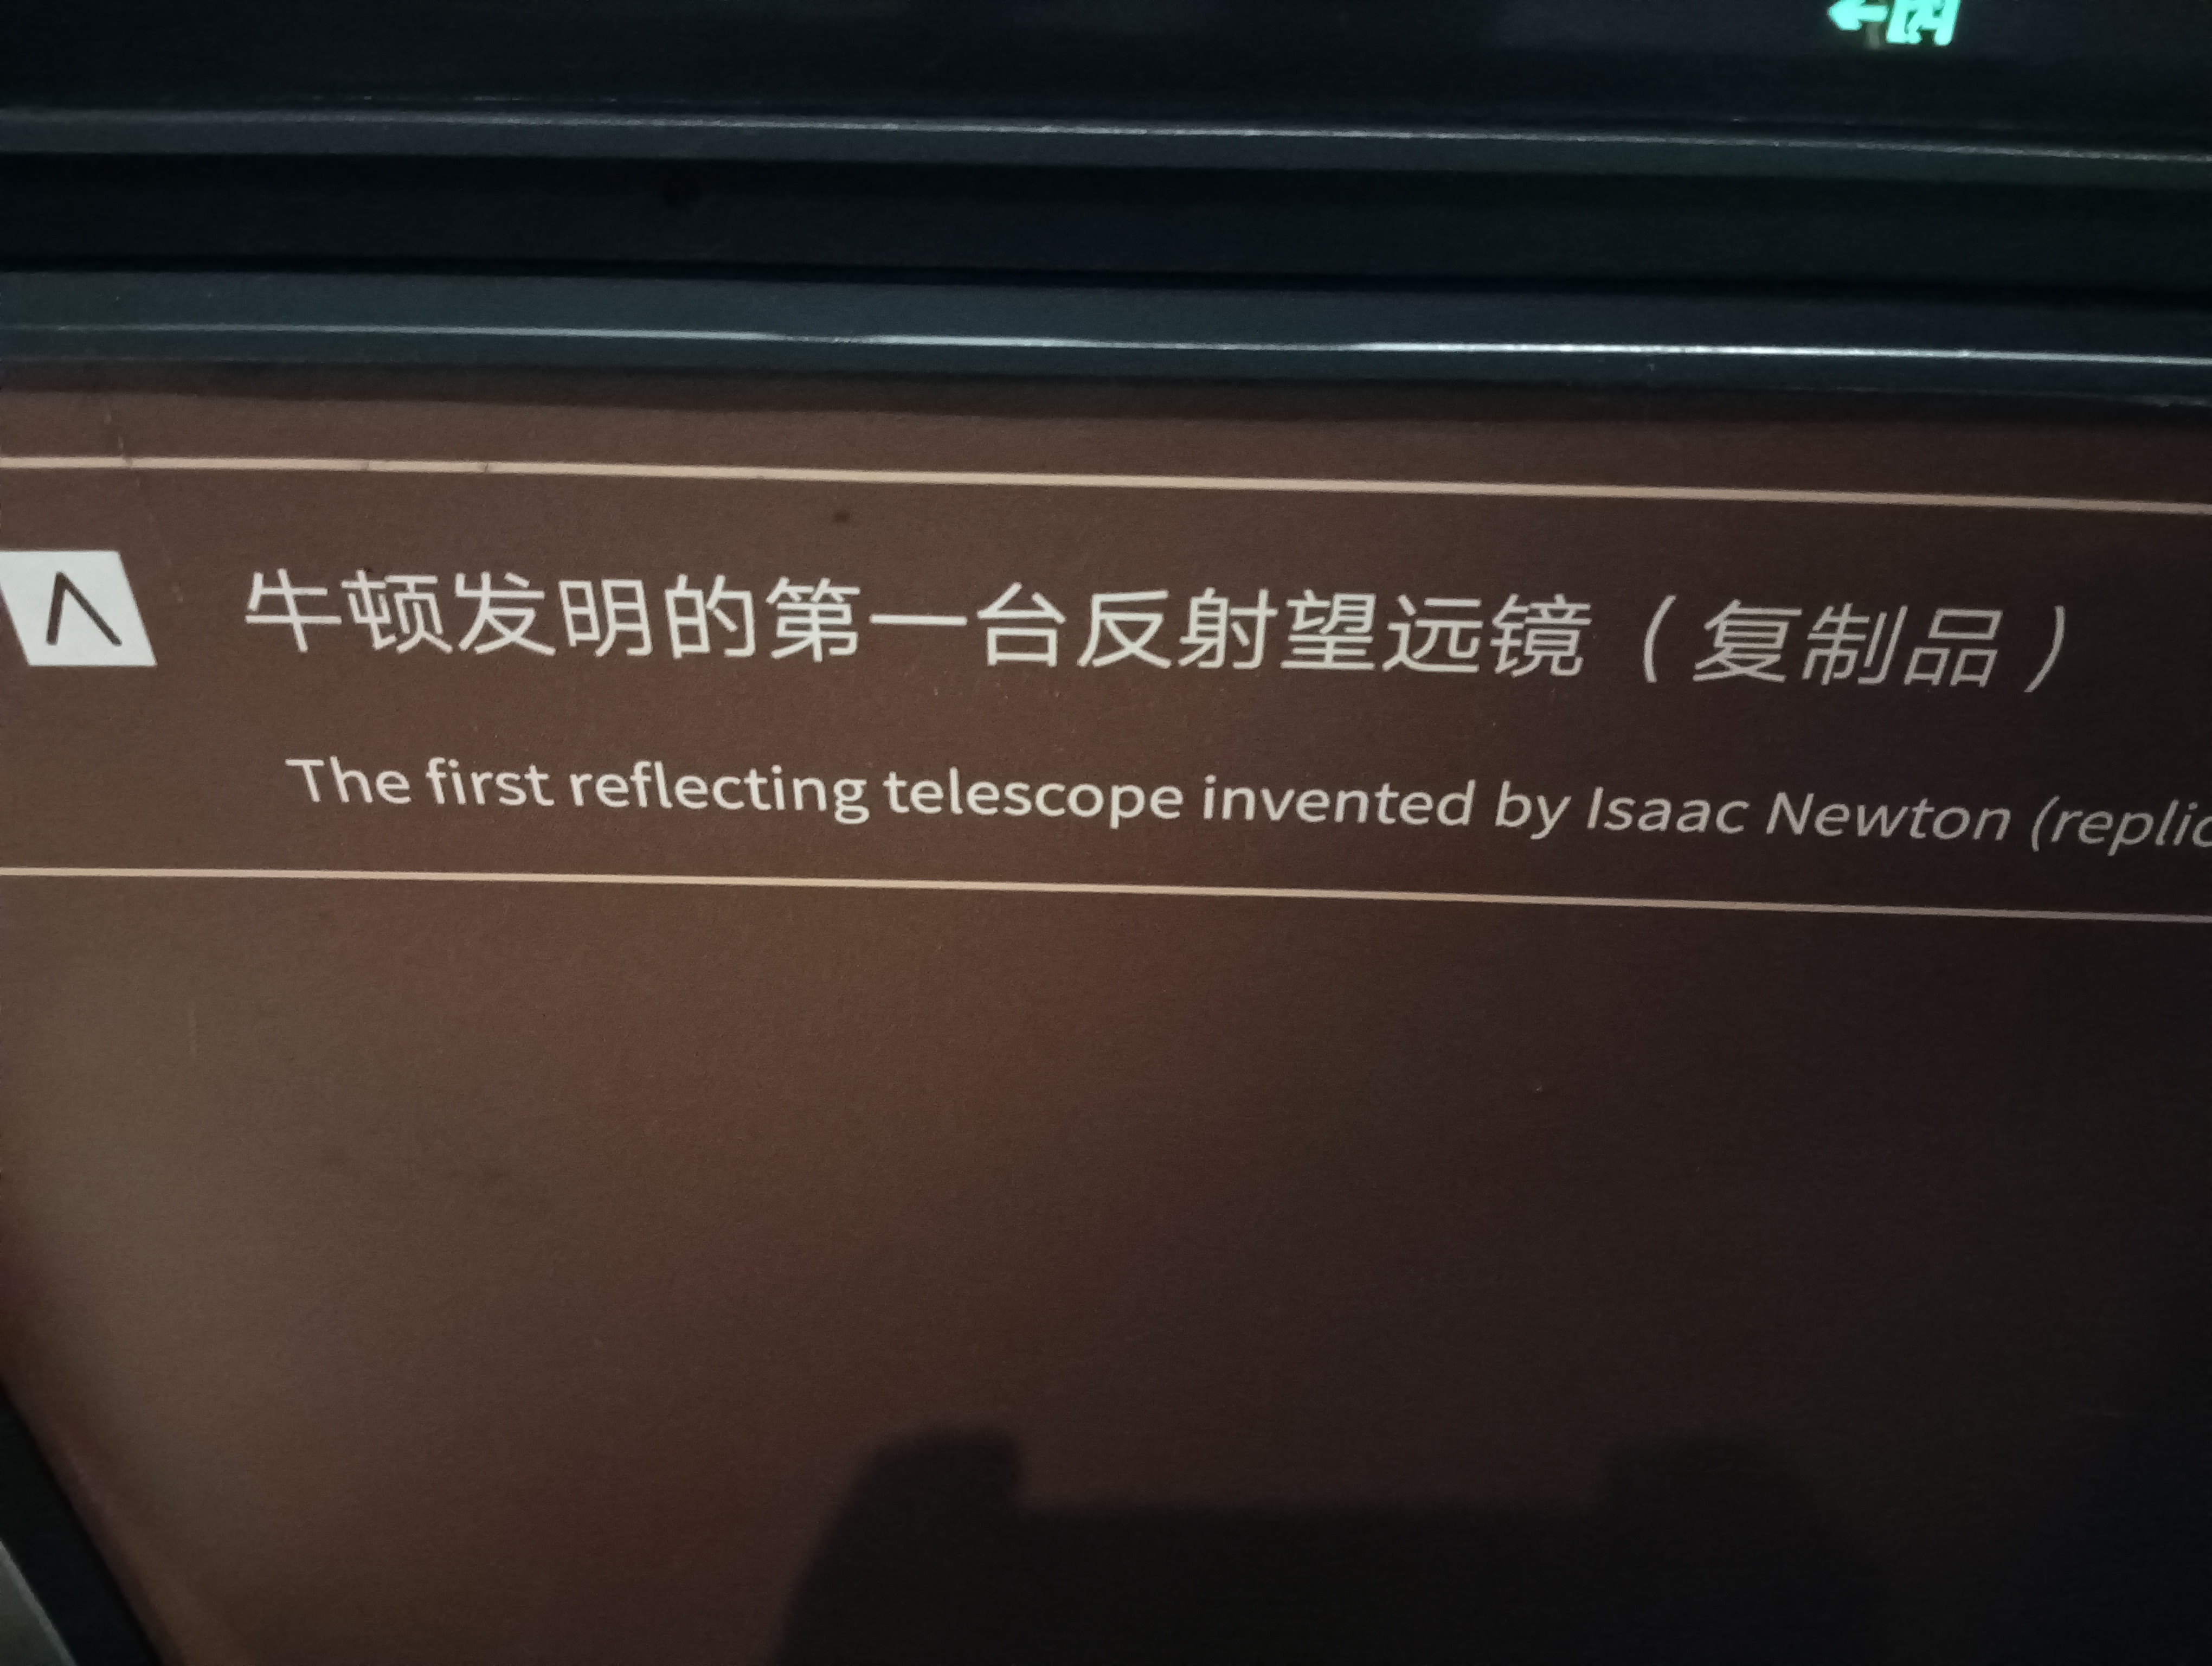 牛顿发明的第一台反射望远镜（复制品）
The first reflecting telescope invented by Isaac Newton (replic